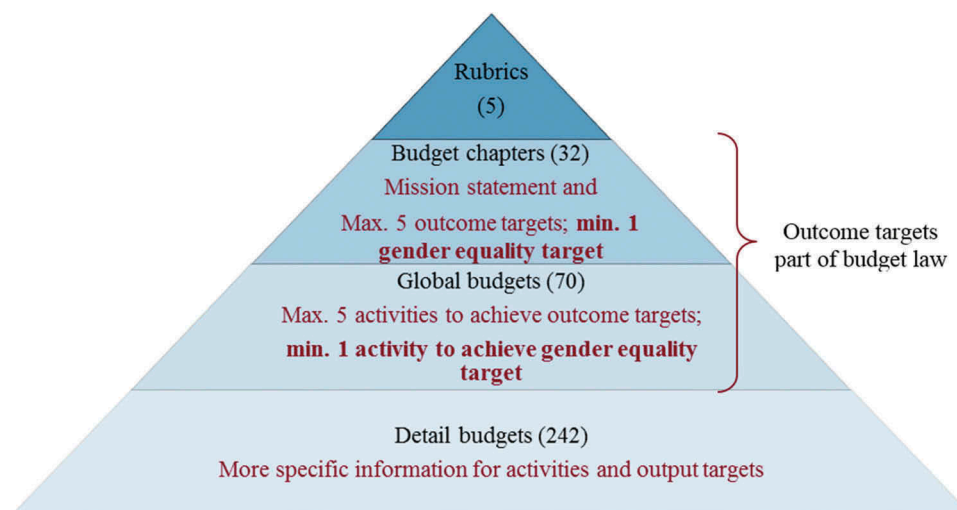 Rubrics
(5)
Budget chapters (32)
Mission statement and
Max. 5 outcome targets; min. 1
gender equality target
Global budgets (70)
Max. 5 activities to achieve outcome targets;
min. 1 activity to achieve gender equality
target
Detail budgets (242)
More specific information for activities and output targets
Outcome targets
part of budget law